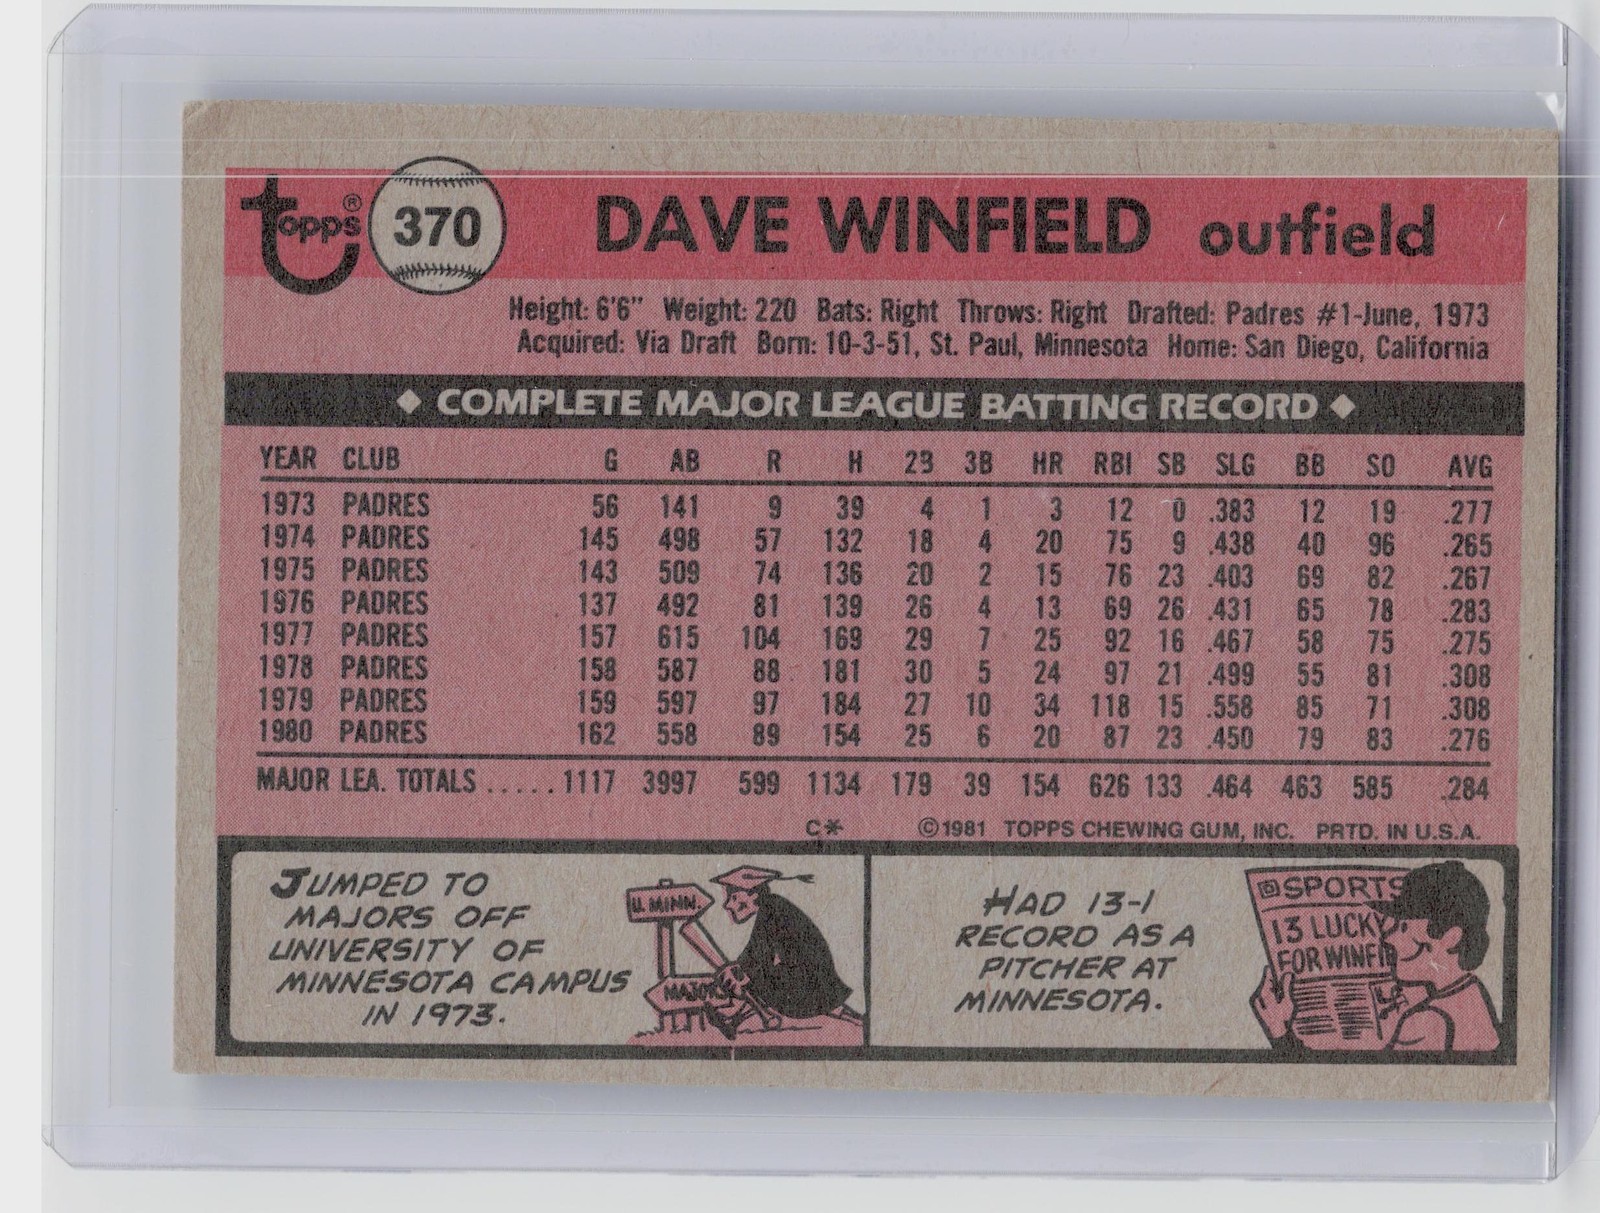 topps® 370 DAVE WINFIELD outfield
Height: 6'6" Weight: 220 Bats: Right Throws: Right Drafted: Padres #1-June, 1973
Acquired: Via Draft Born: 10-3-51, St. Paul, Minnesota Home: San Diego, California
◆ COMPLETE MAJOR LEAGUE BATTING RECORD ◆
YEAR CLUB G AB R H 2B 3B HR RBI SB SLG BB SO AVG
1973 PADRES 56 141 9 39 4 1 3 12 0 .383 12 19 .277
1974 PADRES 145 498 57 132 18 4 20 75 9 .438 40 96 .265
1975 PADRES 143 509 74 136 20 2 15 76 23 .403 69 82 .267
1976 PADRES 137 492 81 139 26 4 13 69 26 .431 65 78 .283
1977 PADRES 157 615 104 169 29 7 25 92 16 .467 58 75 .275
1978 PADRES 158 587 88 181 30 5 24 97 21 .499 55 81 .308
1979 PADRES 159 597 97 184 27 10 34 118 15 .558 85 71 .308
1980 PADRES 162 558 89 154 25 6 20 87 23 .450 79 83 .276
MAJOR LEA. TOTALS ..... 1117 3997 599 1134 179 39 154 626 133 .464 463 585 .284
C* ©1981 TOPPS CHEWING GUM, INC. PRTD. IN U.S.A.
JUMPED TO
MAJORS OFF
UNIVERSITY OF
MINNESOTA CAMPUS
IN 1973.
U. MINN.
MAJORS
HAD 13-1
RECORD AS A
PITCHER AT
MINNESOTA.
SPORTS
13 LUCKY
FOR WINFI